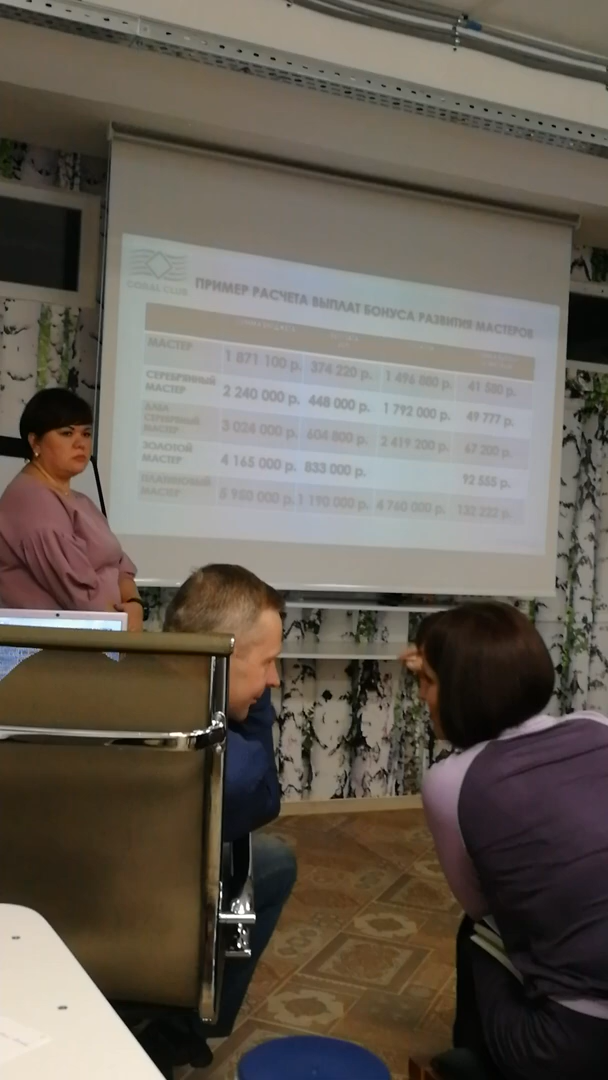 CORAL CLUB
ПРИМЕР РАСЧЕТА ВЫПЛАТ БОНУСА РАЗВИТИЯ МАСТЕРОВ
МАСТЕР 1 871 100 р. 374 220 р. 1 496 880 р. 41 580 р.
СЕРЕБРЯНЫЙ МАСТЕР 2 240 000 р. 448 000 р. 1 792 000 р. 49 777 р.
СЕРЕБРЯНЫЙ МАСТЕР 3 024 000 р. 604 800 р. 2 419 200 р. 67 200 р.
ЗОЛОТОЙ МАСТЕР 4 165 000 р. 833 000 р. 92 555 р.
ПЛАТИНОВЫЙ МАСТЕР 5 950 000 р. 1 190 000 р. 4 760 000 р. 132 222 р.